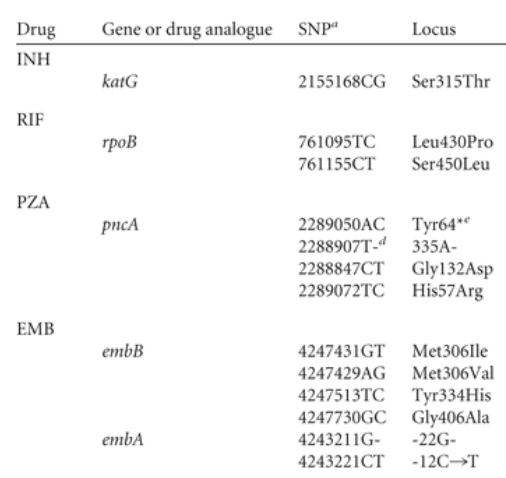 Drug Gene or drug analogue SNPa Locus
INH
katG 2155168CG Ser315Thr
RIF
rpoB 761095TC Leu430Pro
761155CT Ser450Leu
PZA
pncA 2289050AC Tyr64*e
2288907T-d 335A-
2288847CT Gly132Asp
2289072TC His57Arg
EMB
embB 4247431GT Met306Ile
4247429AG Met306Val
4247513TC Tyr334His
4247730GC Gly406Ala
embA 4243211G- -22G-
4243221CT -12C→T